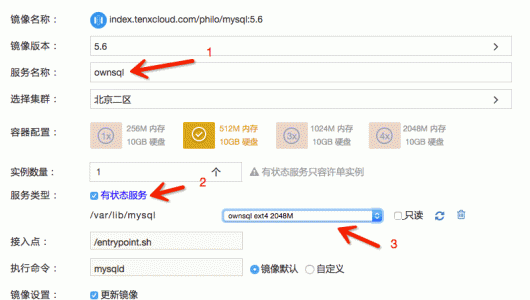 镜像名称： index.tenxcloud.com/philo/mysql:5.6
镜像版本： 5.6
1
服务名称： ownsql
选择集群： 北京二区
容器配置： 1x 256M 内存 10GB 硬盘 512M 内存 10GB 硬盘 3x 1024M 内存 10GB 硬盘 4x 2048M 内存 10GB 硬盘
实例数量： 1 个 有状态服务只容许单实例
2
服务类型： 有状态服务
/var/lib/mysql ownsql ext4 2048M 只读
3
接入点： /entrypoint.sh
执行命令： mysqld 镜像默认 自定义
镜像设置： 更新镜像